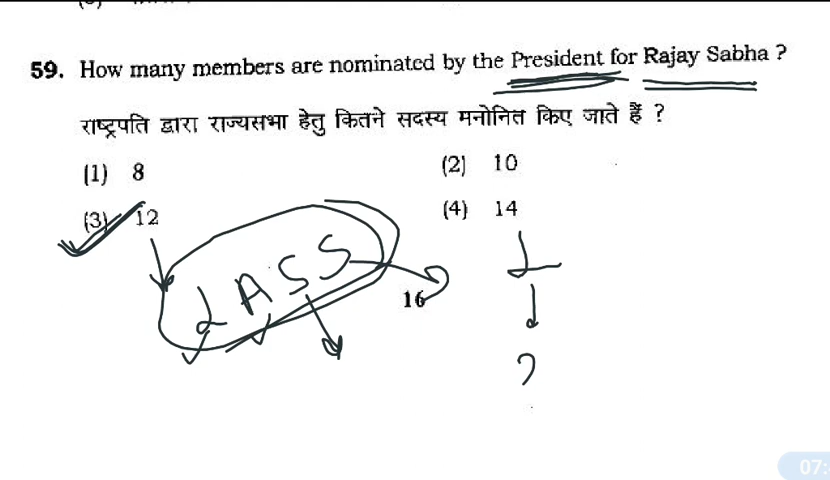 59. How many members are nominated by the President for Rajay Sabha ?
राष्ट्रपति द्वारा राज्यसभा हेतु कितने सदस्य मनोनित किए जाते हैं ?
(1) 8
(2) 10
(3) 12
(4) 14
LASS
16
L
?
07: